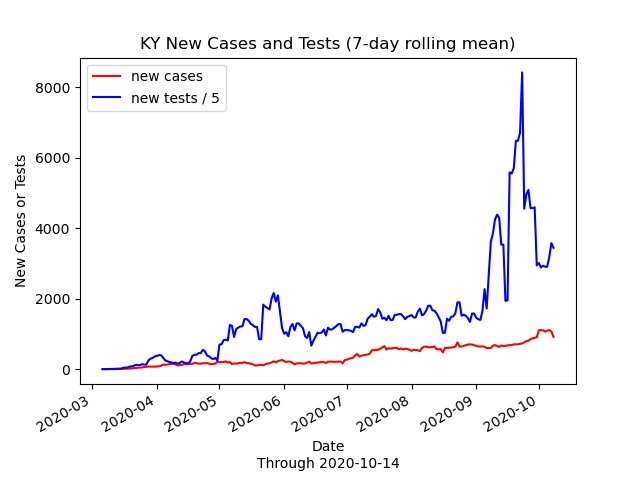 KY New Cases and Tests (7-day rolling mean)
new cases
new tests / 5
8000
6000
4000
2000
0
New Cases or Tests
2020-03
2020-04
2020-05
2020-06
2020-07
2020-08
2020-09
2020-10
Date
Through 2020-10-14